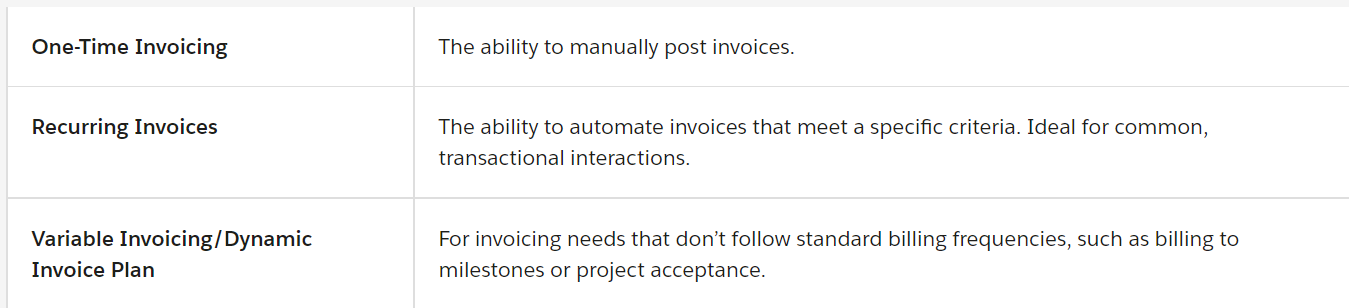 One-Time Invoicing
The ability to manually post invoices.
Recurring Invoices
The ability to automate invoices that meet a specific criteria. Ideal for common,
transactional interactions.
Variable Invoicing/Dynamic
Invoice Plan
For invoicing needs that don’t follow standard billing frequencies, such as billing to
milestones or project acceptance.